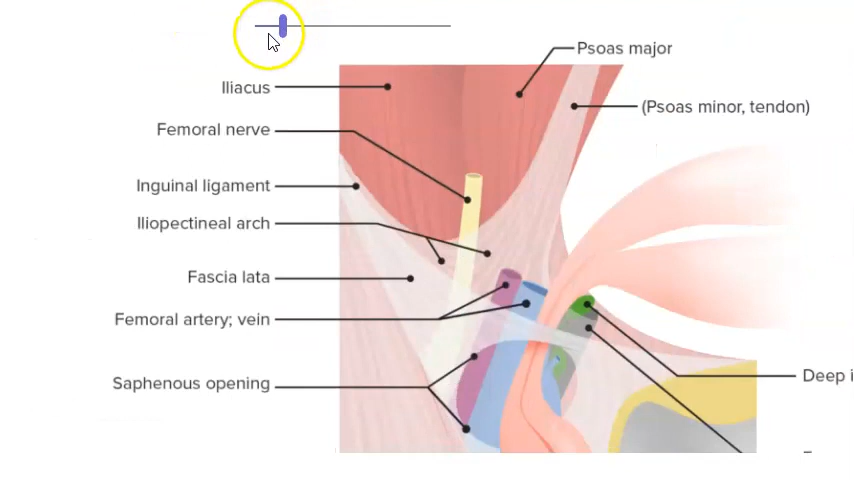 Psoas major
Iliacus
(Psoas minor, tendon)
Femoral nerve
Inguinal ligament
Iliopectineal arch
Fascia lata
Femoral artery; vein
Deep
Saphenous opening